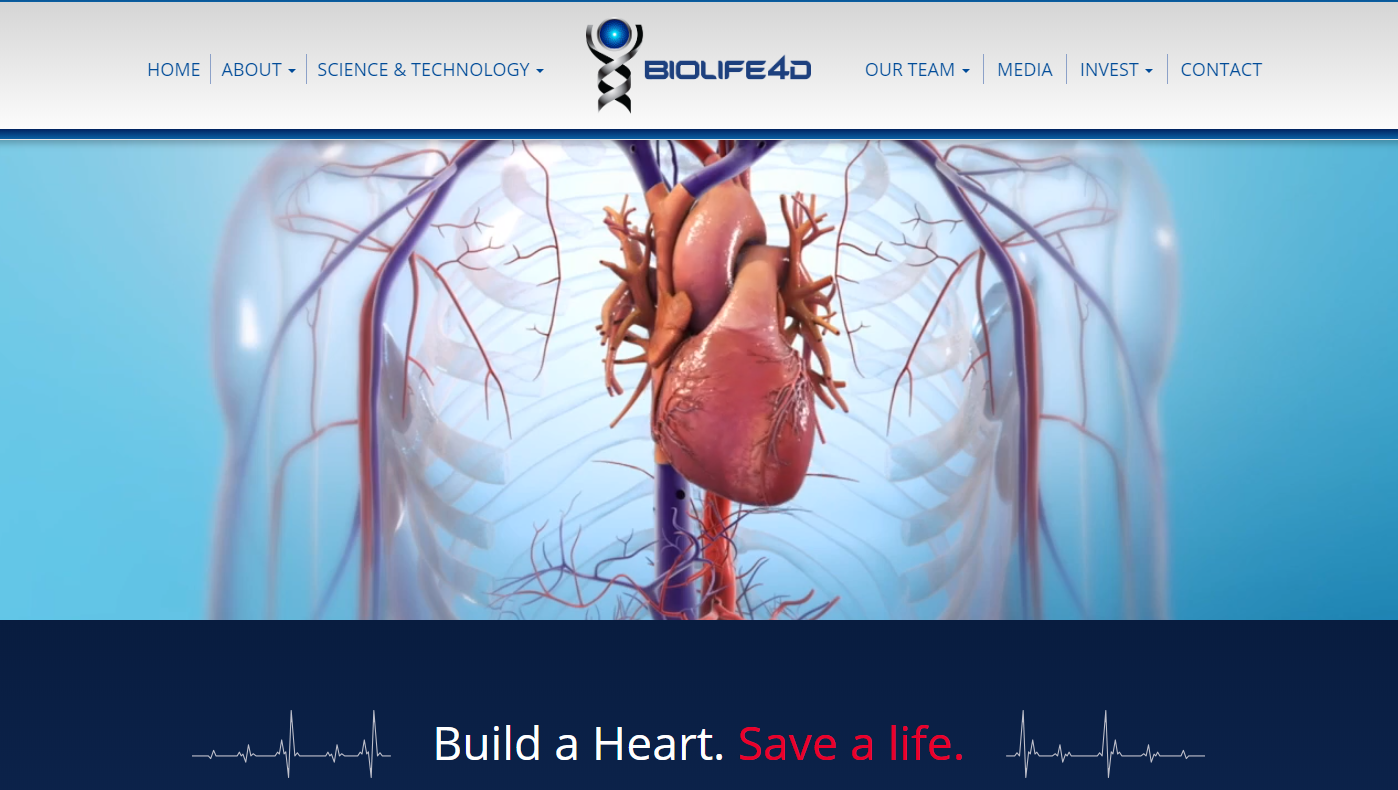 HOME
ABOUT
SCIENCE & TECHNOLOGY
BIOLIFE4D
OUR TEAM
MEDIA
INVEST
CONTACT
Build a Heart. Save a life.